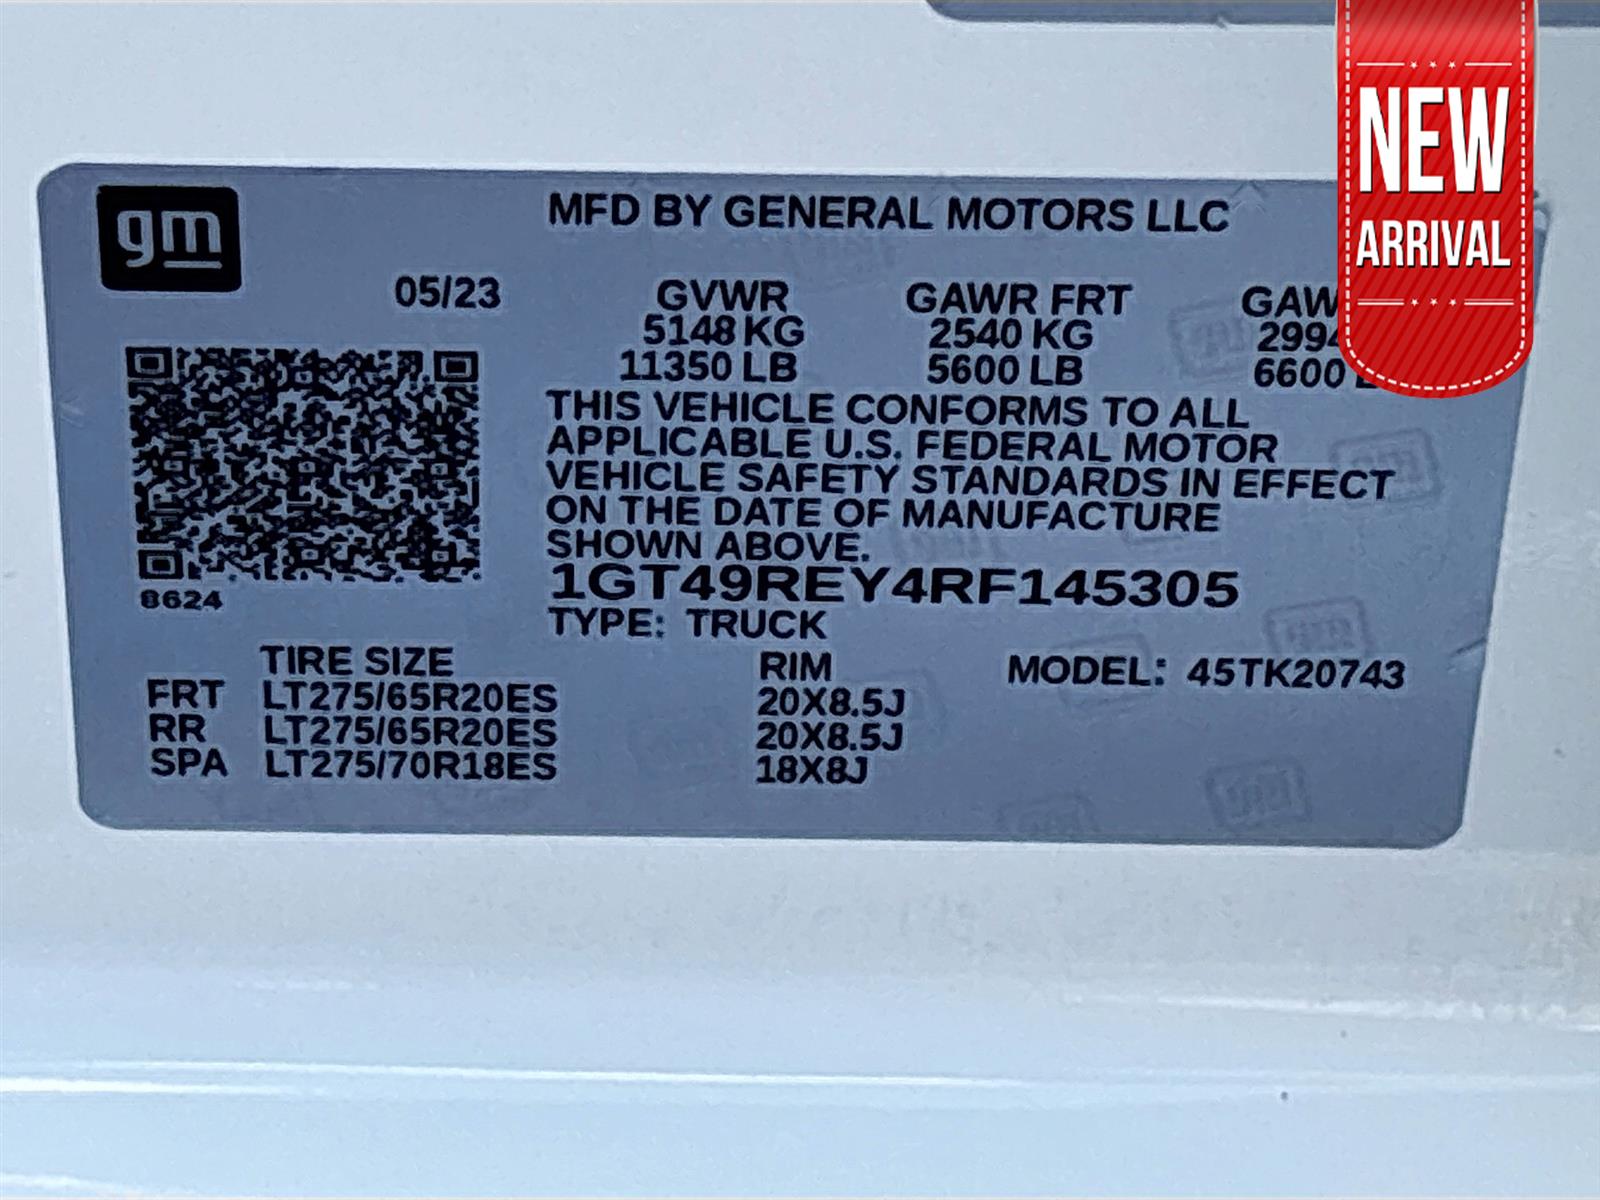 gm
MFD BY GENERAL MOTORS LLC
05/23 GVWR GAWR FRT
5148 KG 2540 KG
11350 LB 5600 LB 6600
THIS VEHICLE CONFORMS TO ALL
APPLICABLE U.S. FEDERAL MOTOR
VEHICLE SAFETY STANDARDS IN EFFECT
ON THE DATE OF MANUFACTURE
SHOWN ABOVE.
1GT49REY4RF145305
TYPE: TRUCK
8624
TIRE SIZE RIM MODEL: 45TK20743
FRT LT275/65R20ES 20X8.5J
RR LT275/65R20ES 20X8.5J
SPA LT275/70R18ES 18X8J
NEW
ARRIVAL